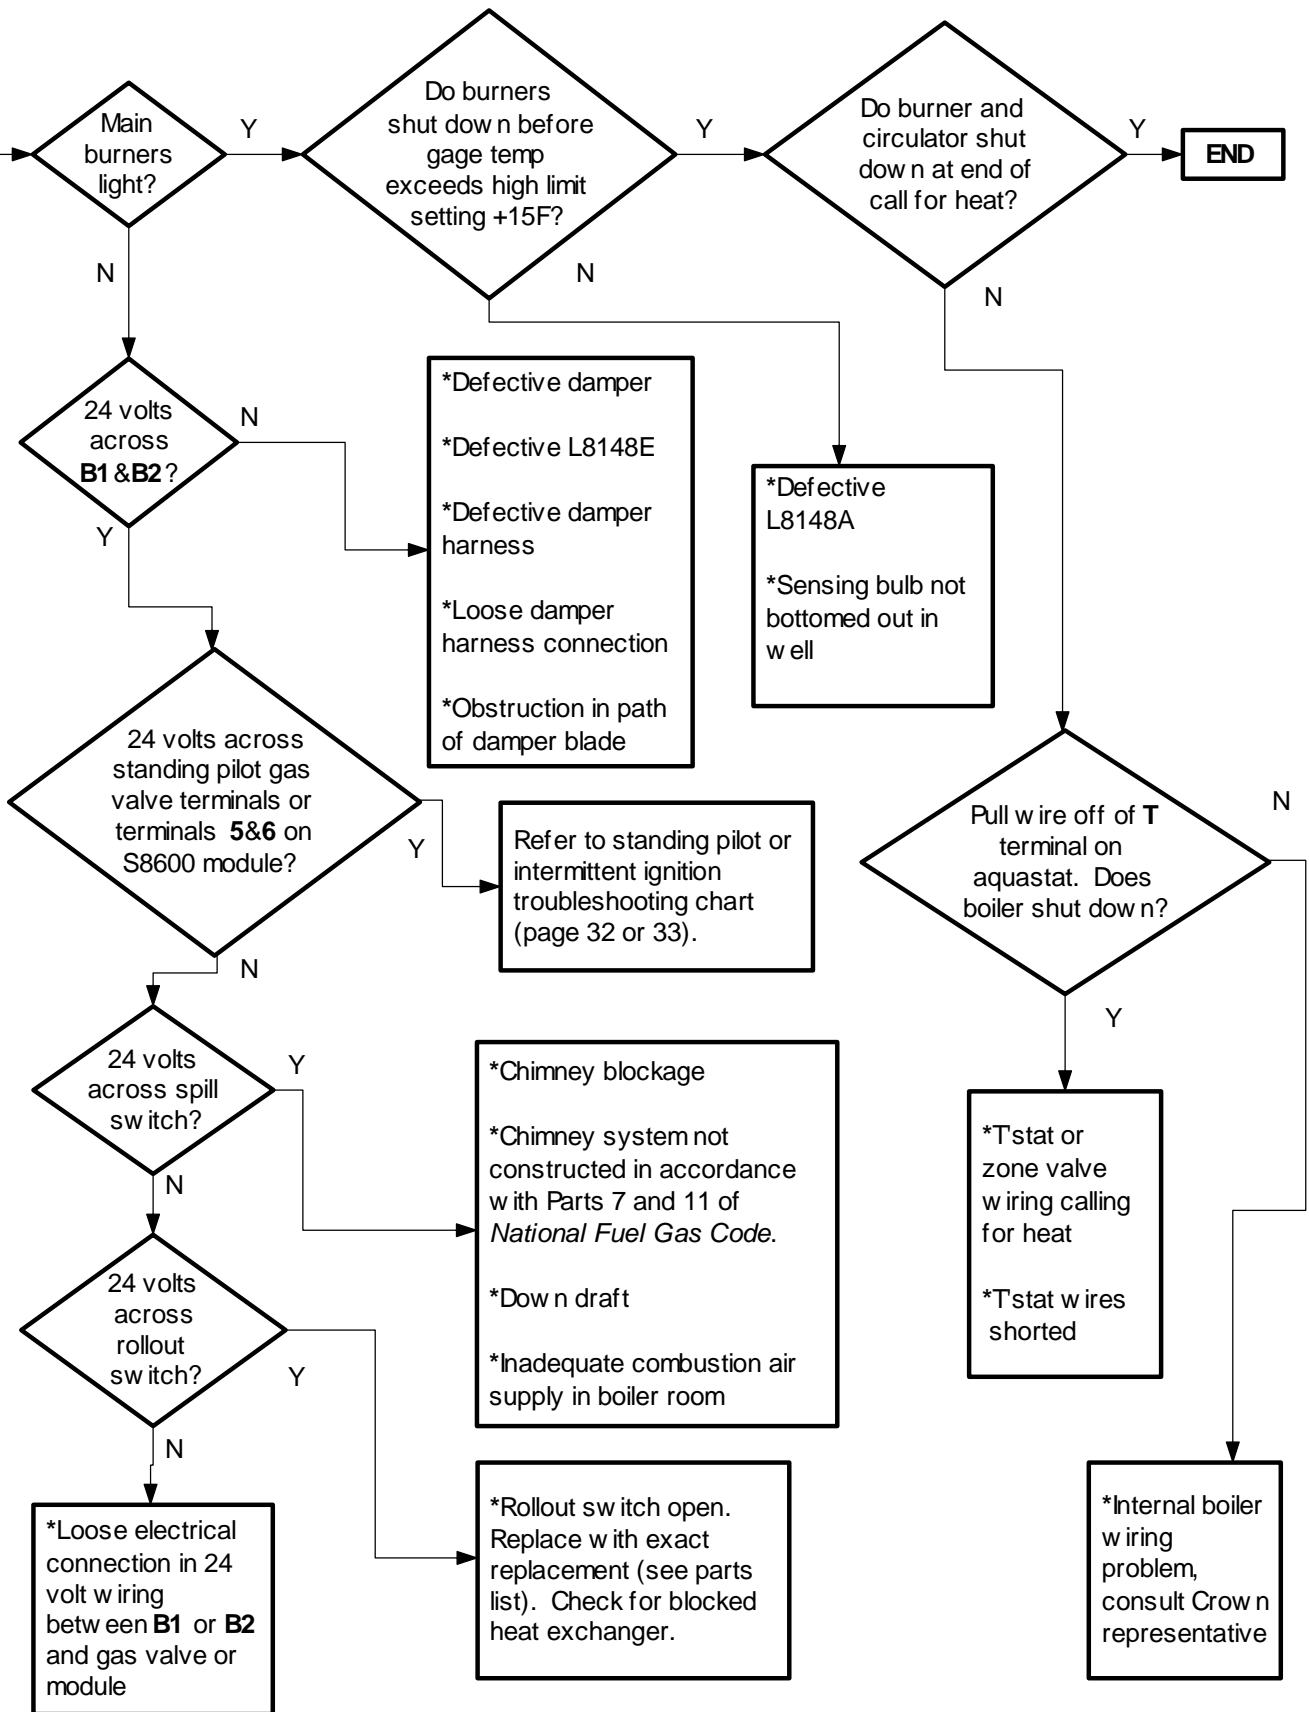 Main
burners
light?
Y
N
Do burners
shut down before
gage temp
exceeds high limit
setting +15F?
Y
N
Do burner and
circulator shut
down at end of
call for heat?
Y
N
END
24 volts
across
B1&B2?
N
Y
*Defective damper
*Defective L8148E
*Defective damper
harness
*Loose damper
harness connection
*Obstruction in path
of damper blade
*Defective
L8148A
*Sensing bulb not
bottomed out in
well
24 volts across
standing pilot gas
valve terminals or
terminals 5&6 on
S8600 module?
Y
N
Refer to standing pilot or
intermittent ignition
troubleshooting chart
(page 32 or 33).
Pull wire off of T
terminal on
aquastat. Does
boiler shut down?
N
Y
24 volts
across spill
switch?
Y
N
*Chimney blockage
*Chimney system not
constructed in accordance
with Parts 7 and 11 of
National Fuel Gas Code.
*Down draft
*Inadequate combustion air
supply in boiler room
*T'stat or
zone valve
wiring calling
for heat
*T'stat wires
shorted
24 volts
across
rollout
switch?
Y
N
*Loose electrical
connection in 24
volt wiring
between B1 or B2
and gas valve or
module
*Rollout switch open.
Replace with exact
replacement (see parts
list). Check for blocked
heat exchanger.
*Internal boiler
wiring
problem,
consult Crown
representative